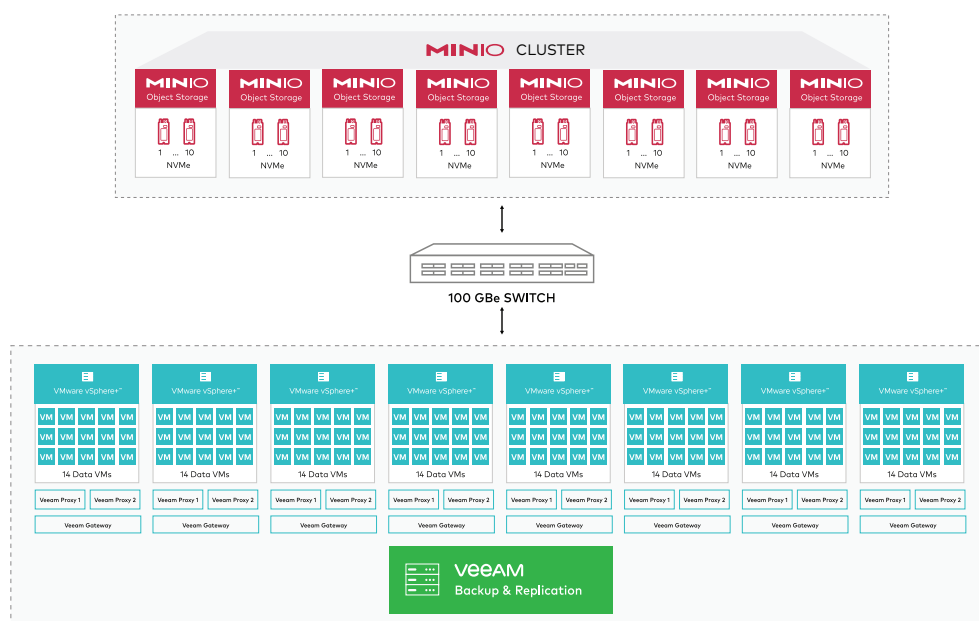 MINIO CLUSTER
MINIO MINIO MINIO MINIO MINIO MINIO MINIO MINIO
Object Storage Object Storage Object Storage Object Storage Object Storage Object Storage Object Storage Object Storage
1 ... 10 1 ... 10 1 ... 10 1 ... 10 1 ... 10 1 ... 10 1 ... 10 1 ... 10
NVMe NVMe NVMe NVMe NVMe NVMe NVMe NVMe
100 GBe SWITCH
VMware vSphere+™ VMware vSphere+™ VMware vSphere+™ VMware vSphere+™ VMware vSphere+™ VMware vSphere+™ VMware vSphere+™ VMware vSphere+™
VM VM VM VM VM VM VM VM VM VM VM VM VM VM VM VM VM VM VM VM VM VM VM VM VM VM VM VM VM VM VM VM VM VM VM VM VM VM VM VM
VM VM VM VM VM VM VM VM VM VM VM VM VM VM VM VM VM VM VM VM VM VM VM VM VM VM VM VM VM VM VM VM VM VM VM VM VM VM VM VM
VM VM VM VM VM VM VM VM VM VM VM VM VM VM VM VM VM VM VM VM VM VM VM VM VM VM VM VM VM VM VM VM VM VM VM VM VM VM VM VM
14 Data VMs 14 Data VMs 14 Data VMs 14 Data VMs 14 Data VMs 14 Data VMs 14 Data VMs 14 Data VMs
Veeam Proxy 1 Veeam Proxy 2 Veeam Proxy 1 Veeam Proxy 2 Veeam Proxy 1 Veeam Proxy 2 Veeam Proxy 1 Veeam Proxy 2 Veeam Proxy 1 Veeam Proxy 2 Veeam Proxy 1 Veeam Proxy 2 Veeam Proxy 1 Veeam Proxy 2 Veeam Proxy 1 Veeam Proxy 2
Veeam Gateway Veeam Gateway Veeam Gateway Veeam Gateway Veeam Gateway Veeam Gateway Veeam Gateway Veeam Gateway
veeAM
Backup & Replication